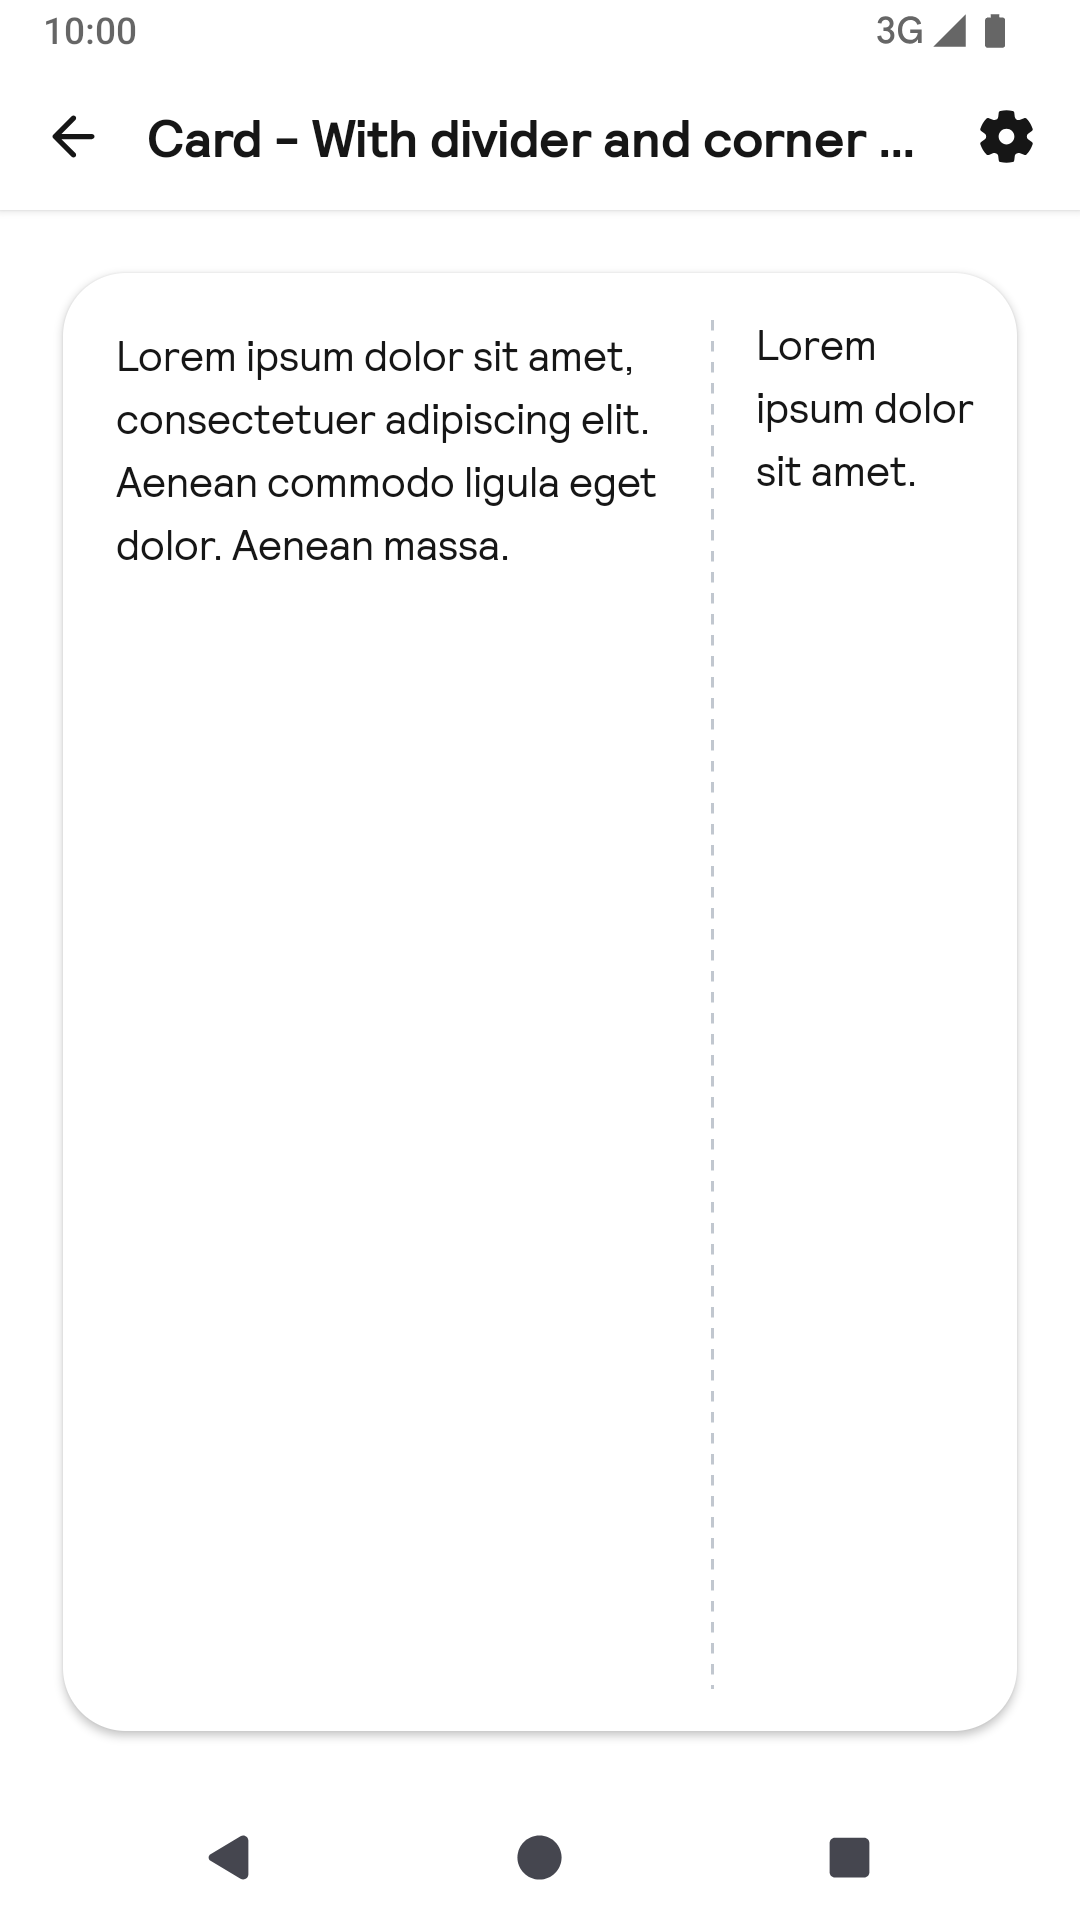 10:00
3G
Card - With divider and corner ...
Lorem ipsum dolor sit amet,
consectetuer adipiscing elit.
Aenean commodo ligula eget
dolor. Aenean massa.
Lorem
ipsum dolor
sit amet.